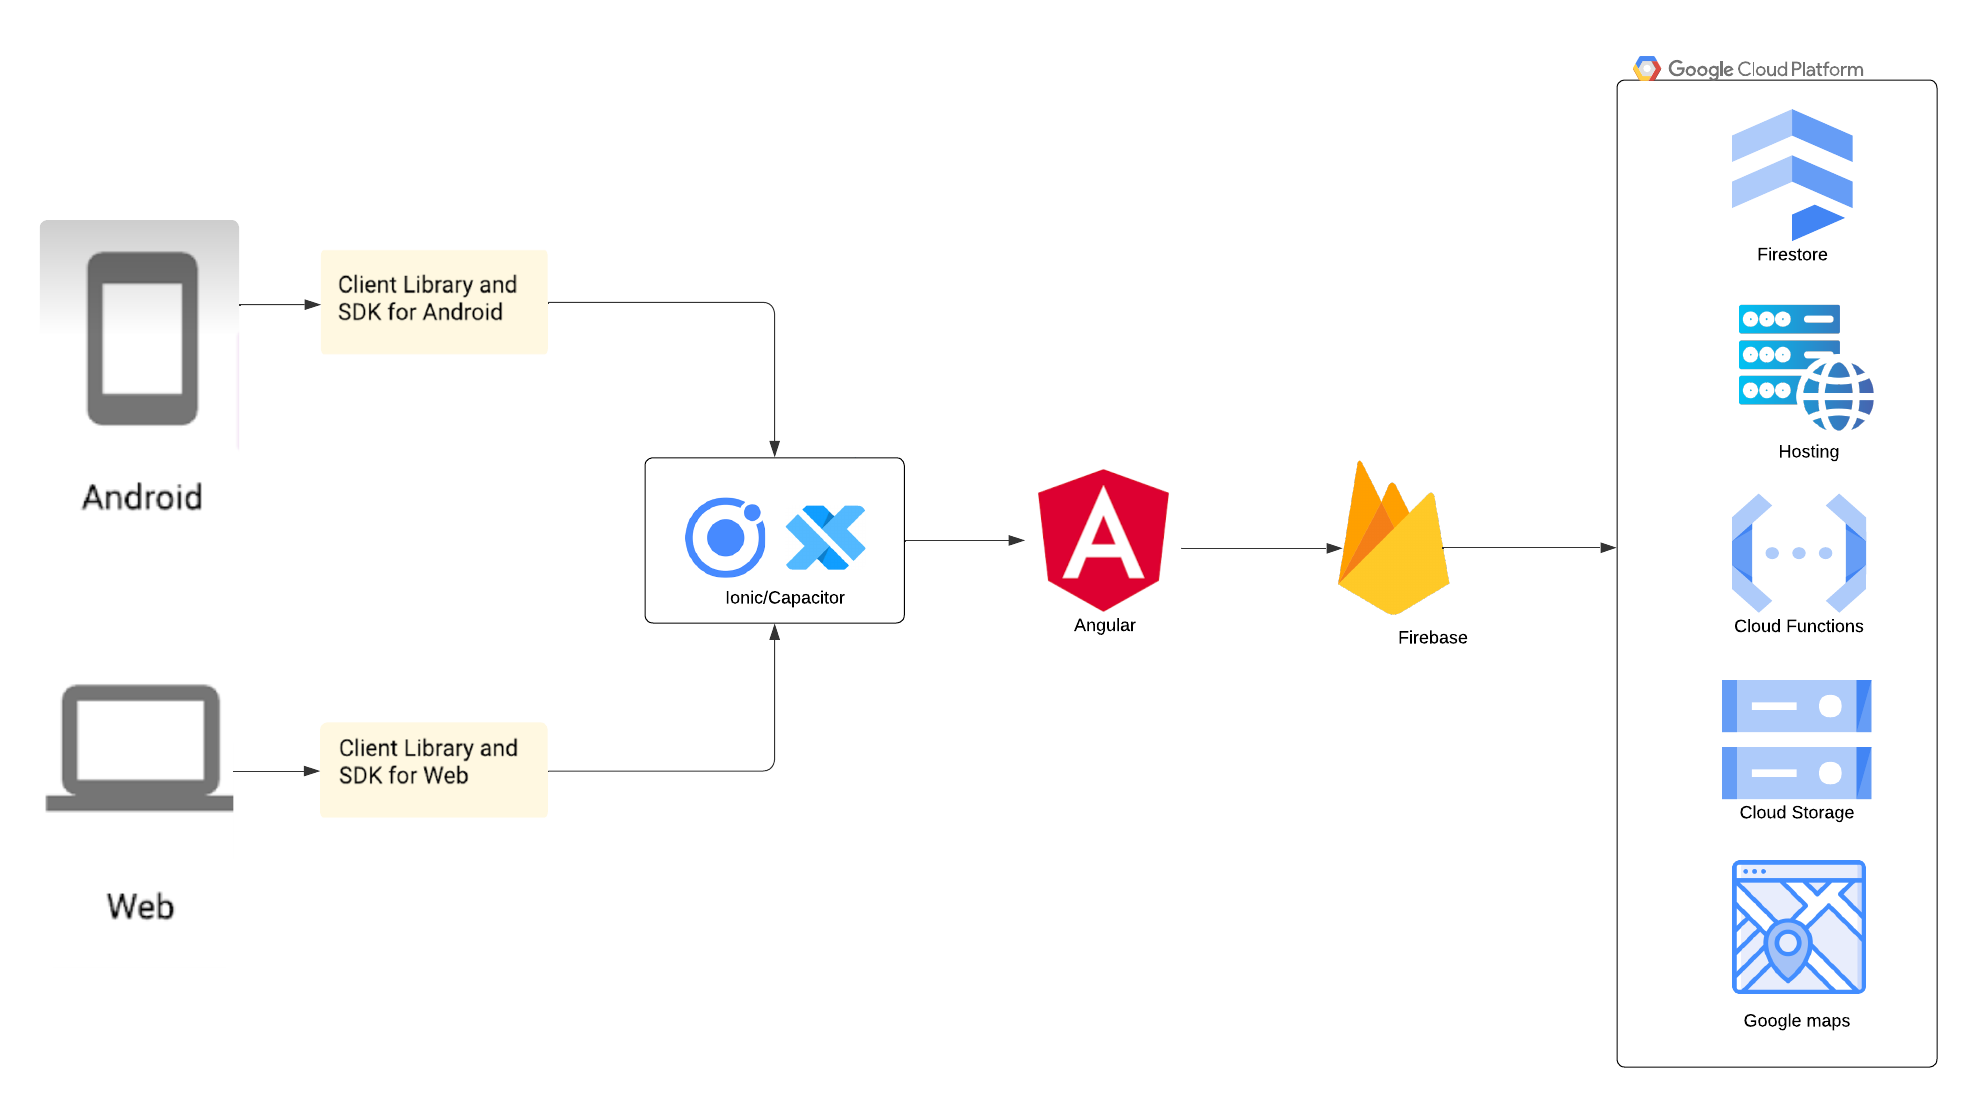 Google Cloud Platform
Firestore
Client Library and
SDK for Android
Hosting
Android
Ionic/Capacitor
Angular
Firebase
Cloud Functions
Client Library and
SDK for Web
Cloud Storage
Web
Google maps